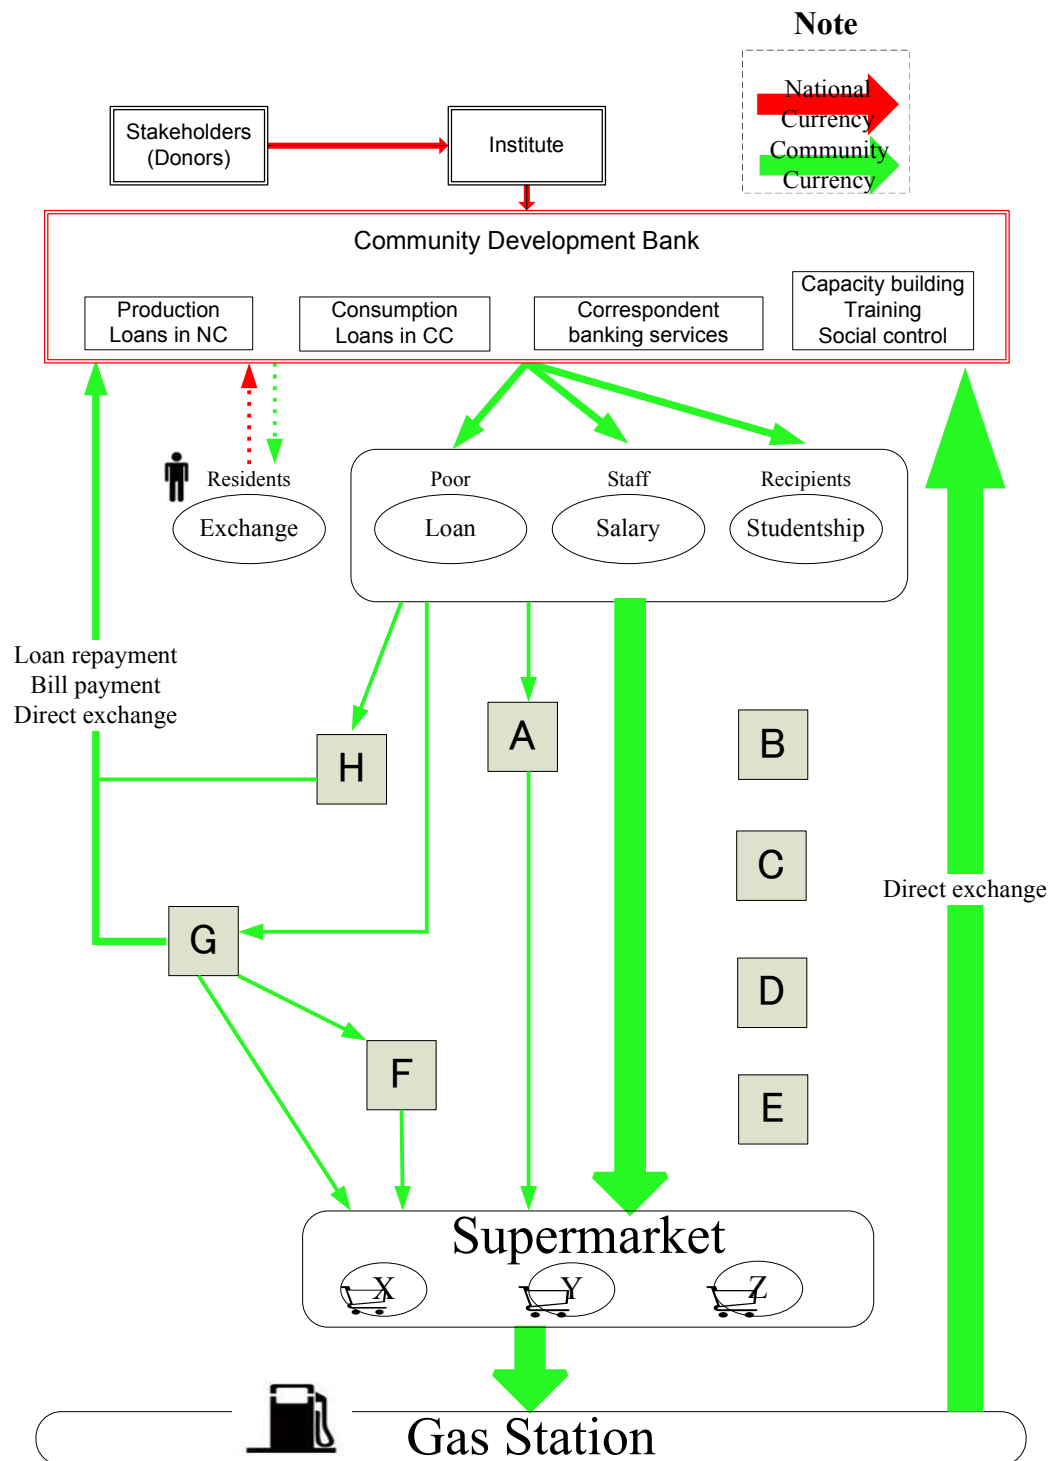 Note
National
Currency
Community
Currency
Stakeholders
(Donors)
Institute
Community Development Bank
Production
Loans in NC
Consumption
Loans in CC
Correspondent
banking services
Capacity building
Training
Social control
Residents
Exchange
Poor
Loan
Staff
Salary
Recipients
Studentship
Loan repayment
Bill payment
Direct exchange
H
A
B
C
Direct exchange
G
D
F
E
Supermarket
X
Y
Z
Gas Station